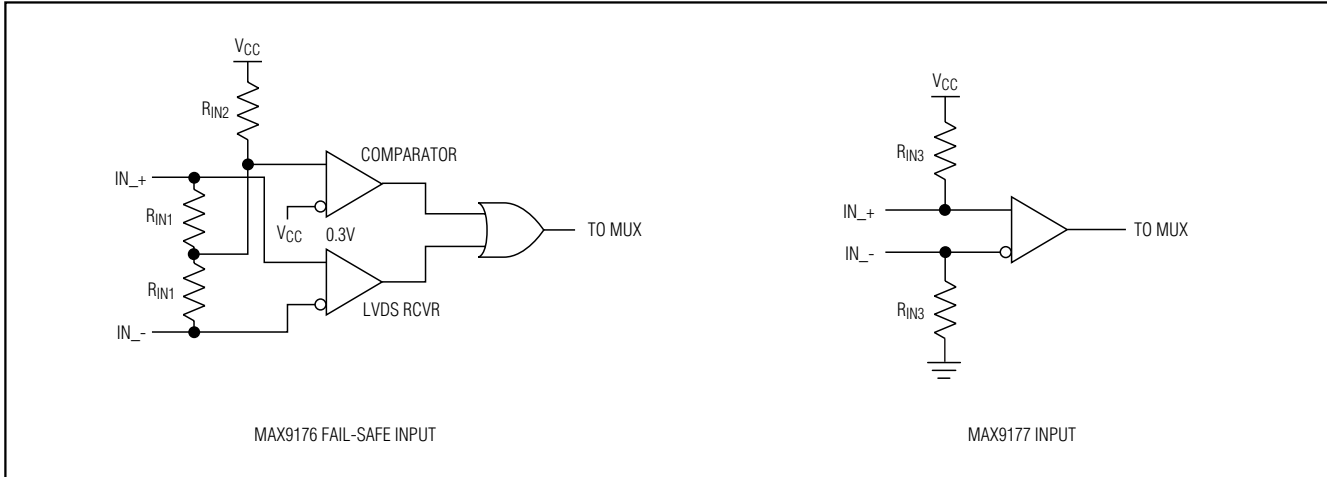 VCC
RIN2
COMPARATOR
IN_+
RIN1
VCC 0.3V
TO MUX
RIN1
LVDS RCVR
IN_-
MAX9176 FAIL-SAFE INPUT
VCC
RIN3
IN_+
TO MUX
IN_-
RIN3
MAX9177 INPUT